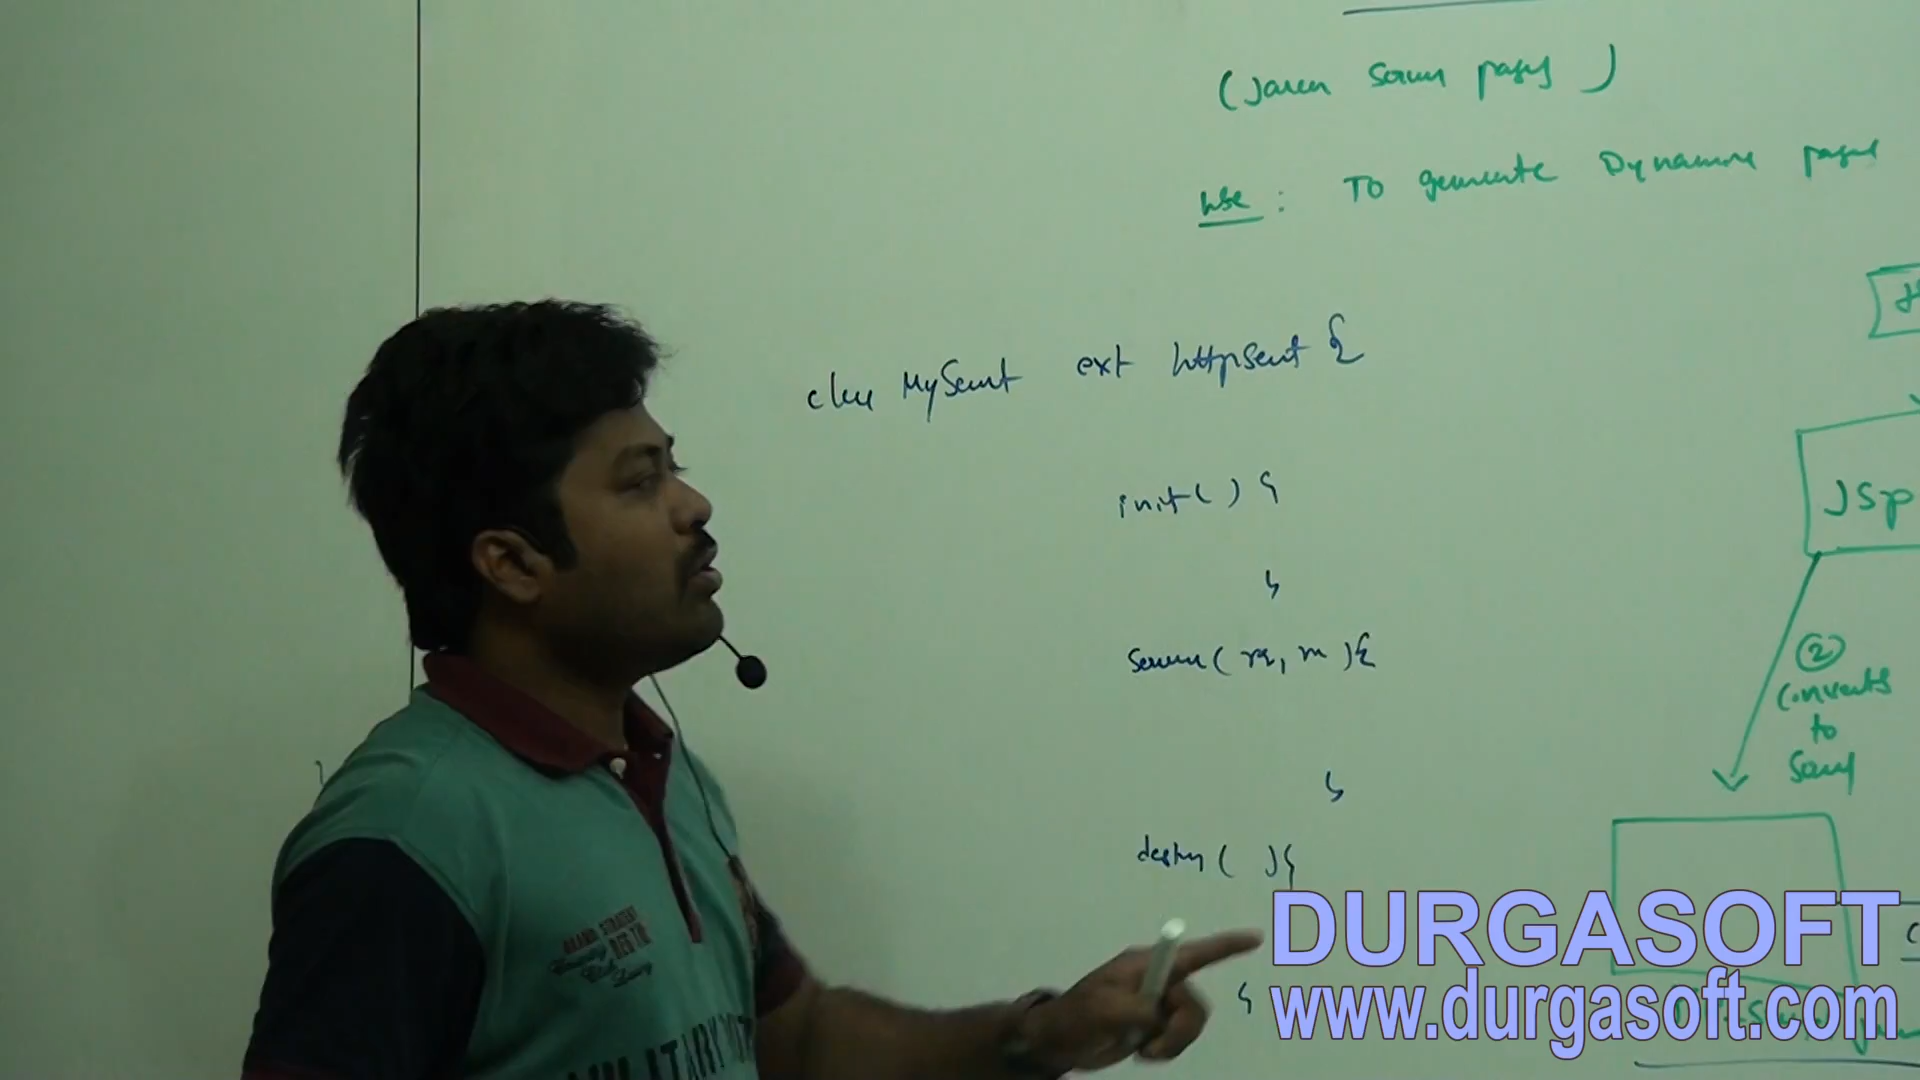 (Java Server pages )
Use : To generate Dynamic pages
class MyServlet ext HttpServlet {
init( ) {
}
service( req, res ){
}
destroy( ){
}
JSP
②
Converts
to
Servl
DURGASOFT
www.durgasoft.com